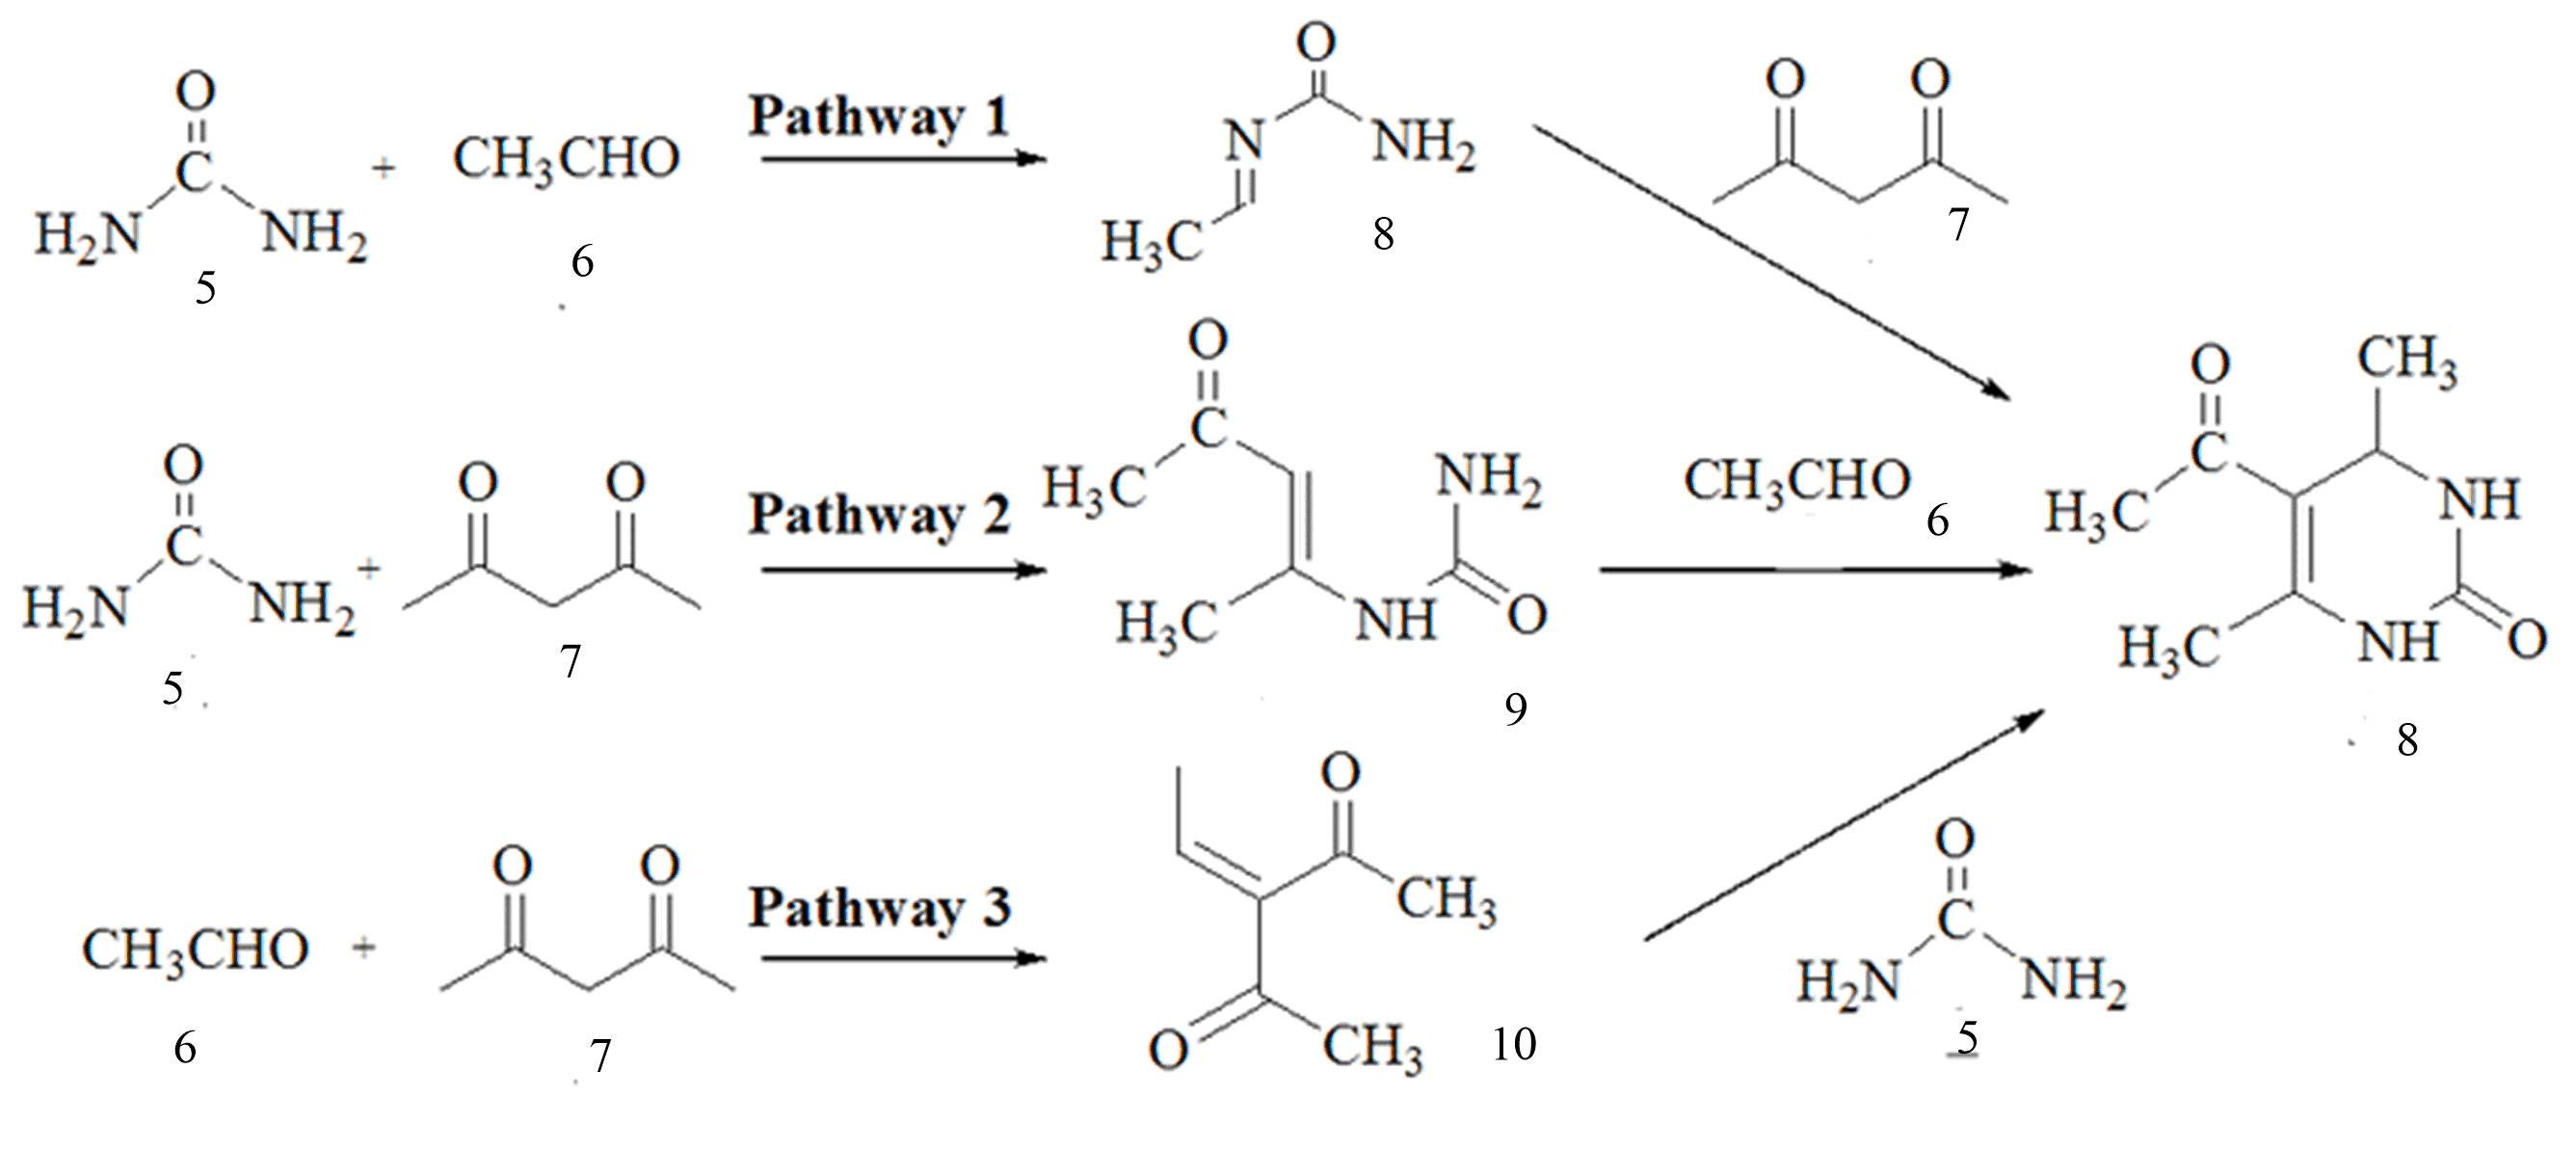 O
C
H2N NH2
5
+
CH3CHO
6
Pathway 1
O
N NH2
H3C
8
O O
7
O
C
H2N NH2
5
+
O O
7
Pathway 2
O
C
H3C
NH2
H3C NH O
9
CH3CHO 6
CH3CHO
6
+
O O
7
Pathway 3
O
CH3
O CH3
10
O
C
H2N NH2
5
O CH3
C
H3C NH
H3C NH O
8